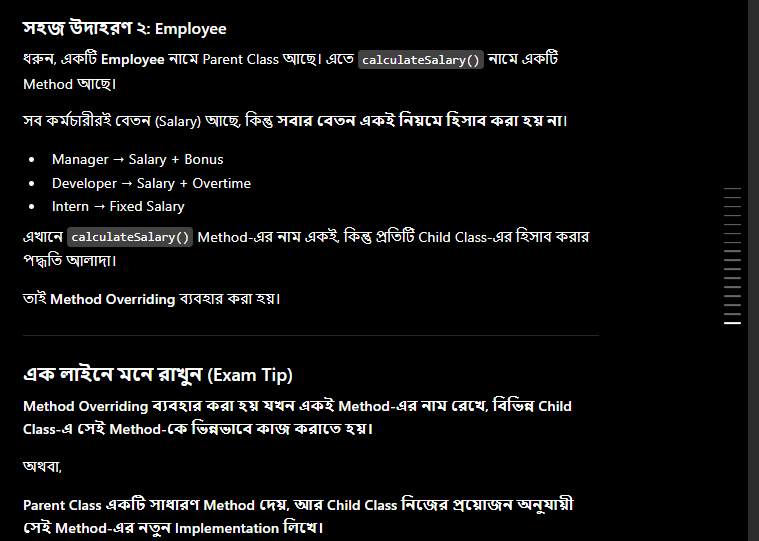 সহজ উদাহরণ ২: Employee
ধরুন, একটি Employee নামে Parent Class আছে। এতে calculateSalary() নামে একটি
Method আছে।
সব কর্মচারীরই বেতন (Salary) আছে, কিন্তু সবার বেতন একই নিয়মে হিসাব করা হয় না।
• Manager → Salary + Bonus
• Developer → Salary + Overtime
• Intern → Fixed Salary
এখানে calculateSalary() Method-এর নাম একই, কিন্তু প্রতিটি Child Class-এর হিসাব করার
পদ্ধতি আলাদা।
তাই Method Overriding ব্যবহার করা হয়।
এক লাইনে মনে রাখুন (Exam Tip)
Method Overriding ব্যবহার করা হয় যখন একই Method-এর নাম রেখে, বিভিন্ন Child
Class-এ সেই Method-কে ভিন্নভাবে কাজ করাতে হয়।
অথবা,
Parent Class একটি সাধারণ Method দেয়, আর Child Class নিজের প্রয়োজন অনুযায়ী
সেই Method-এর নতুন Implementation লিখে।